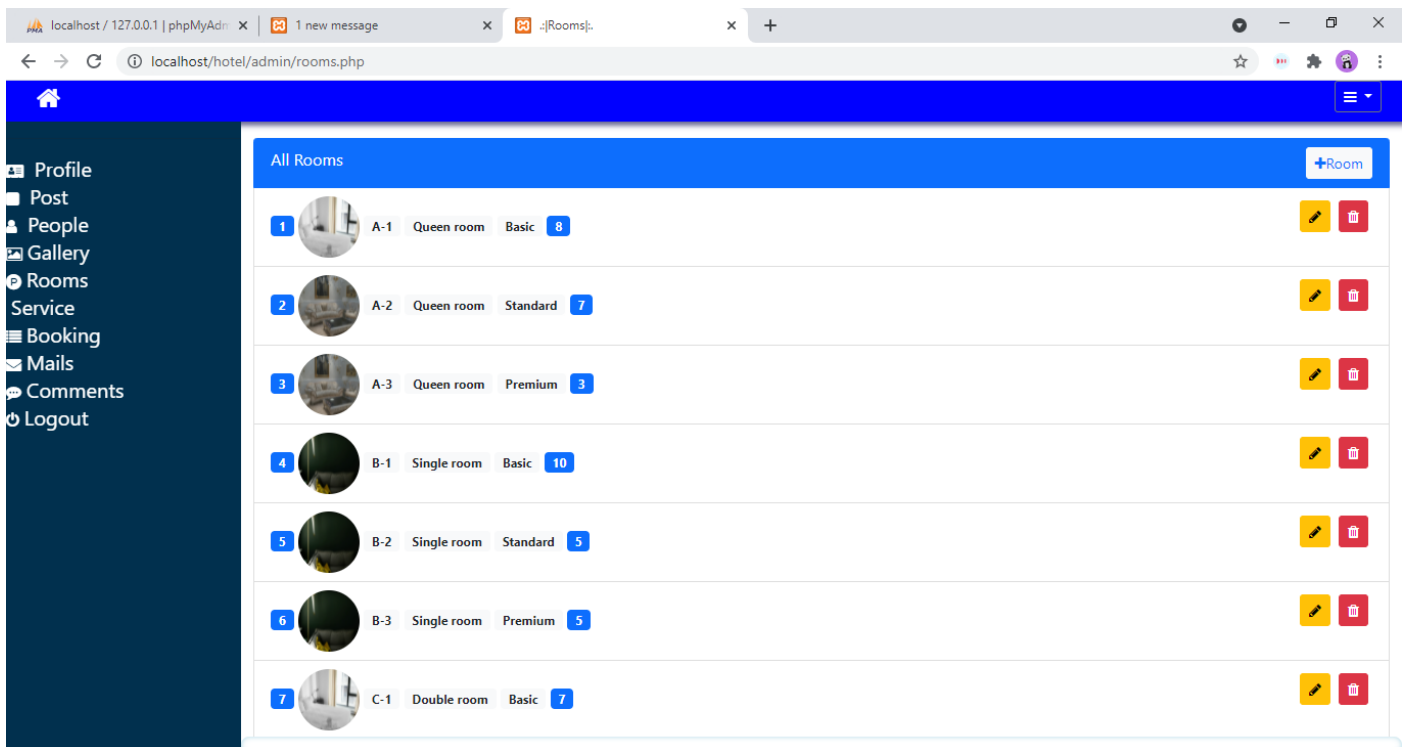 localhost / 127.0.0.1 | phpMyAdm
1 new message
.:|Rooms|:.
localhost/hotel/admin/rooms.php
Profile
Post
People
Gallery
Rooms
Service
Booking
Mails
Comments
Logout
All Rooms
+Room
1 A-1 Queen room Basic 8
2 A-2 Queen room Standard 7
3 A-3 Queen room Premium 3
4 B-1 Single room Basic 10
5 B-2 Single room Standard 5
6 B-3 Single room Premium 5
7 C-1 Double room Basic 7